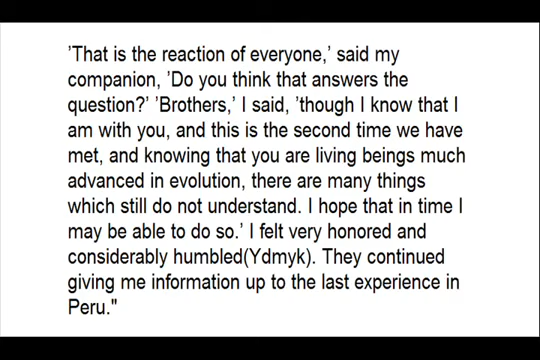 ’That is the reaction of everyone,’ said my
companion, ’Do you think that answers the
question?’ ’Brothers,’ I said, ’though I know that I
am with you, and this is the second time we have
met, and knowing that you are living beings much
advanced in evolution, there are many things
which still do not understand. I hope that in time I
may be able to do so.’ I felt very honored and
considerably humbled(Ydmyk). They continued
giving me information up to the last experience in
Peru."